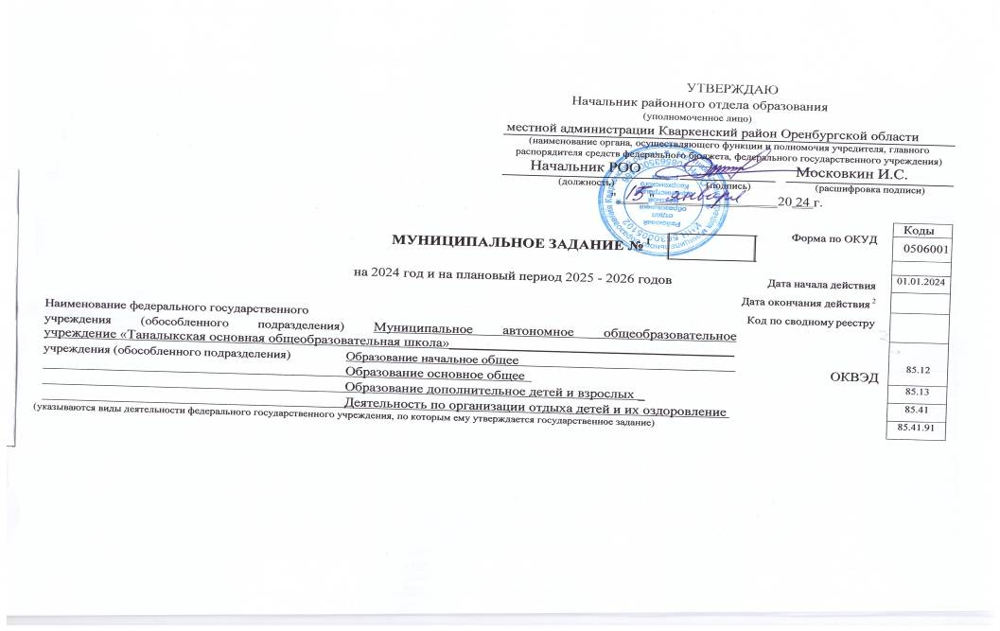 УТВЕРЖДАЮ
Начальник районного отдела образования
(уполномоченное лицо)
местной администрации Кваркенский район Оренбургской области
(наименование органа, осуществляющего функции и полномочия учредителя, главного
распорядителя средств федерального бюджета, федерального государственного учреждения)
Начальник РОО Московкин И.С.
(должность) (подпись) (расшифровка подписи)
" 15 " января 20 24 г.
МУНИЦИПАЛЬНОЕ ЗАДАНИЕ № 1
на 2024 год и на плановый период 2025 - 2026 годов
Коды
Форма по ОКУД 0506001
Дата начала действия 01.01.2024
Дата окончания действия 2
Код по сводному реестру
Наименование федерального государственного
учреждения (обособленного подразделения) Муниципальное автономное общеобразовательное
учреждение «Таналыкская основная общеобразовательная школа»
учреждения (обособленного подразделения) Образование начальное общее ОКВЭД 85.12
Образование основное общее 85.13
Образование дополнительное детей и взрослых 85.41
Деятельность по организации отдыха детей и их оздоровление 85.41.91
(указываются виды деятельности федерального государственного учреждения, по которым ему утверждается государственное задание)
Районный
отдел
образования